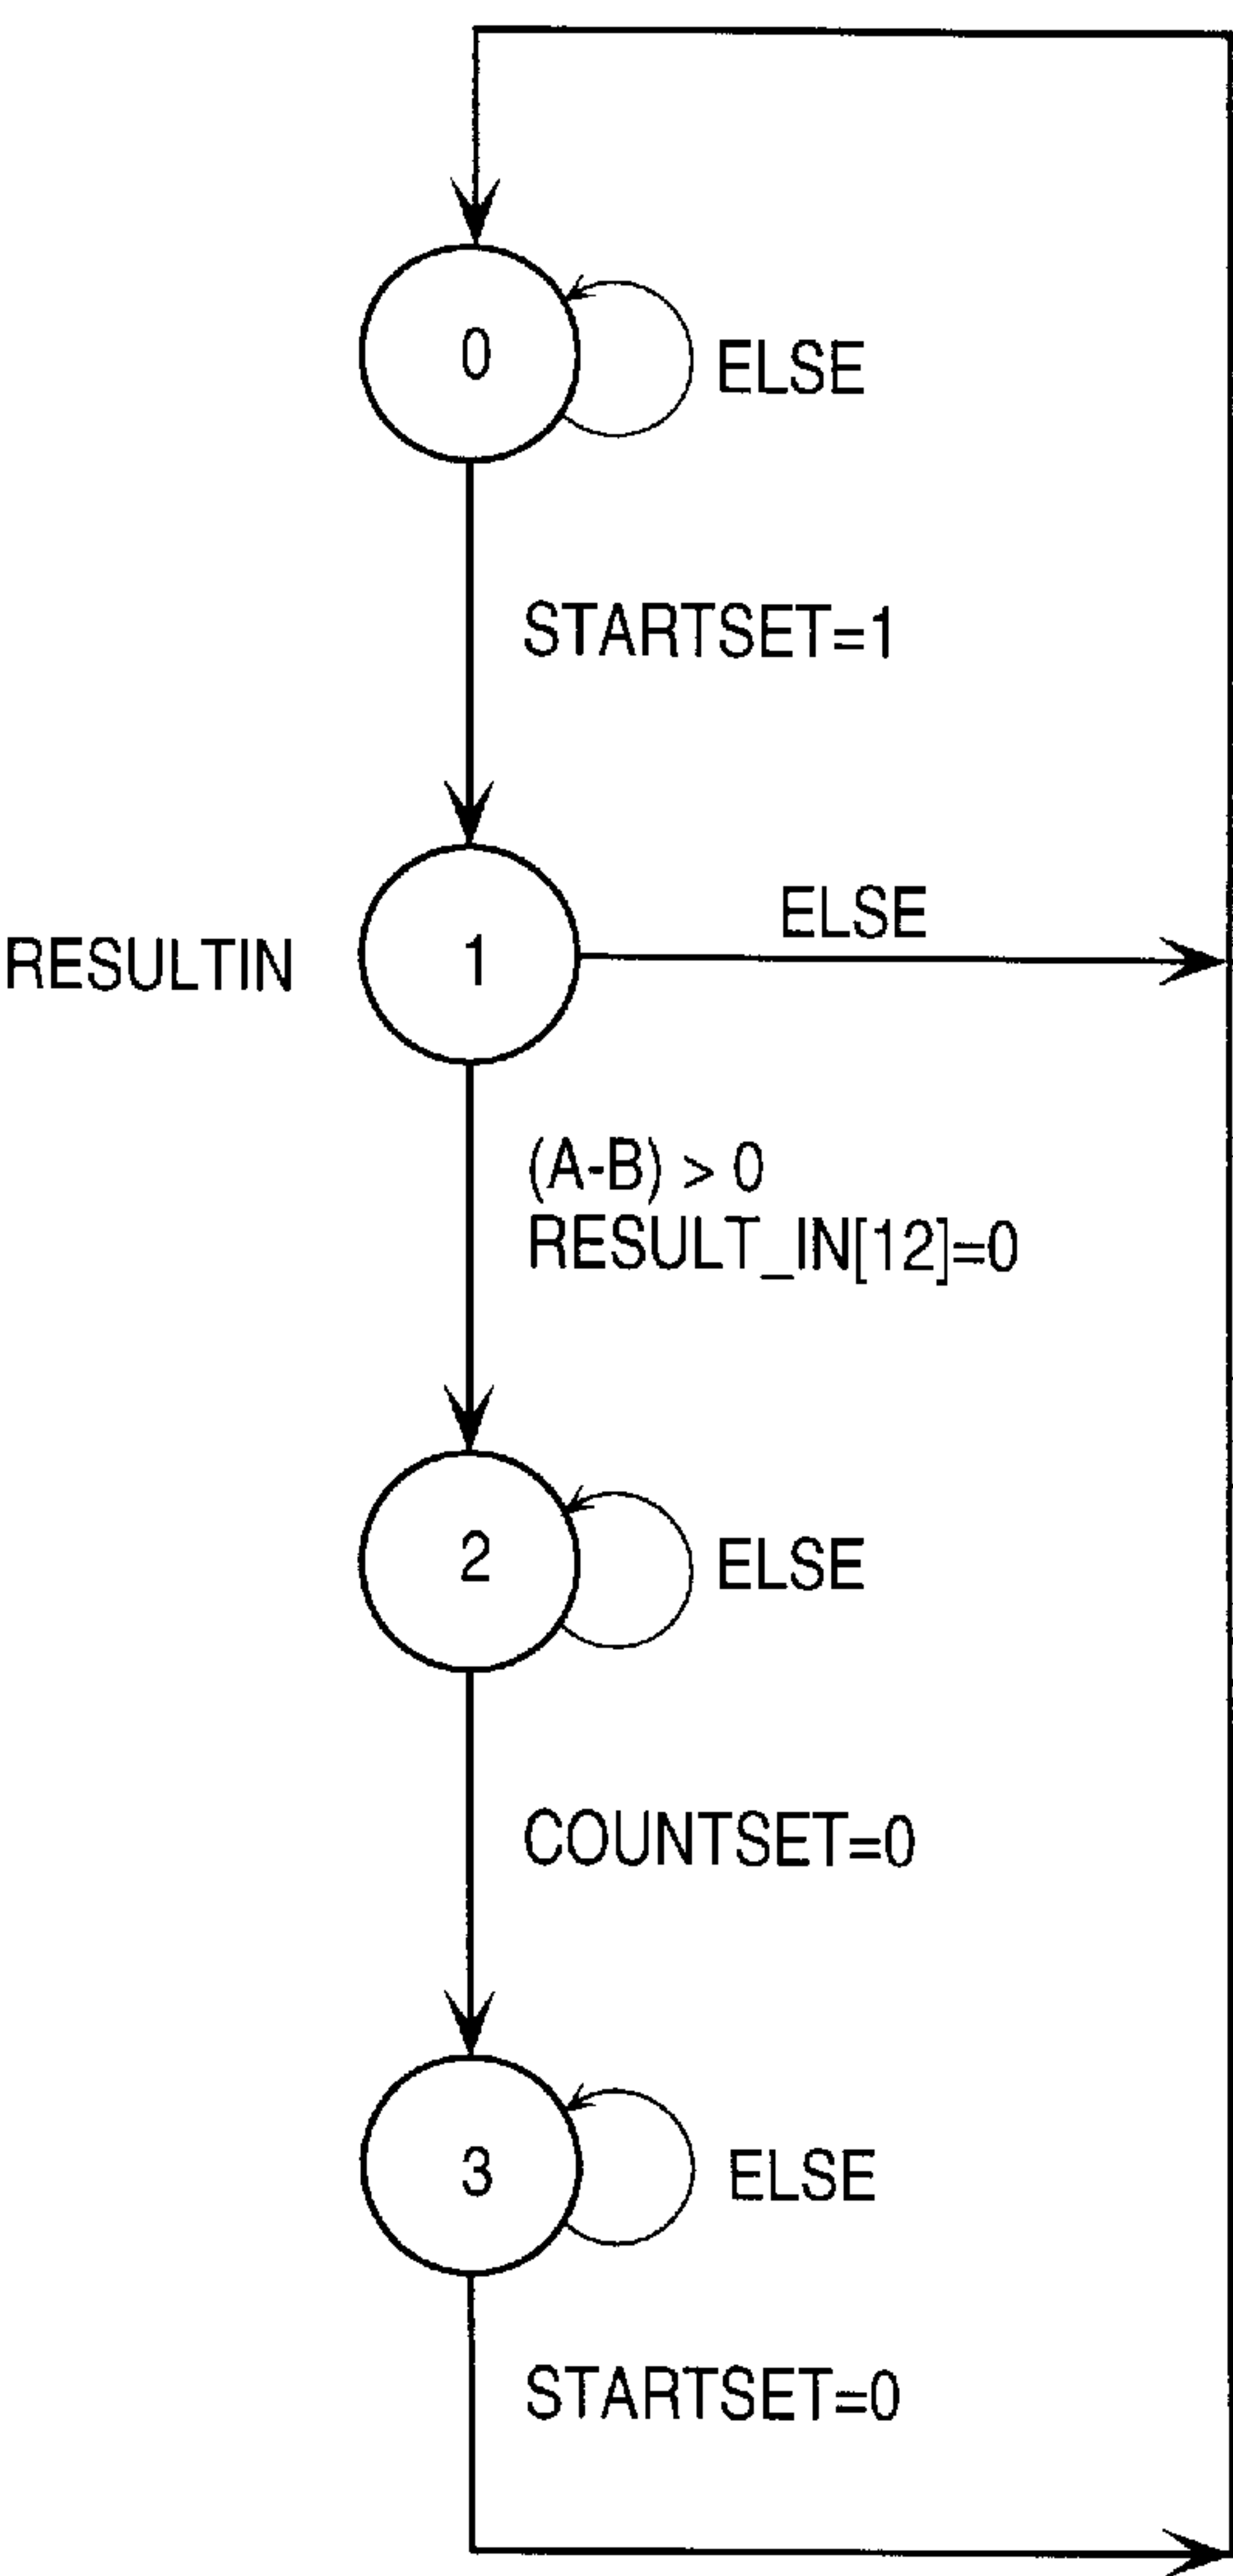 0
ELSE
STARTSET=1
RESULTIN
1
ELSE
(A-B) > 0
RESULT_IN[12]=0
2
ELSE
COUNTSET=0
3
ELSE
STARTSET=0